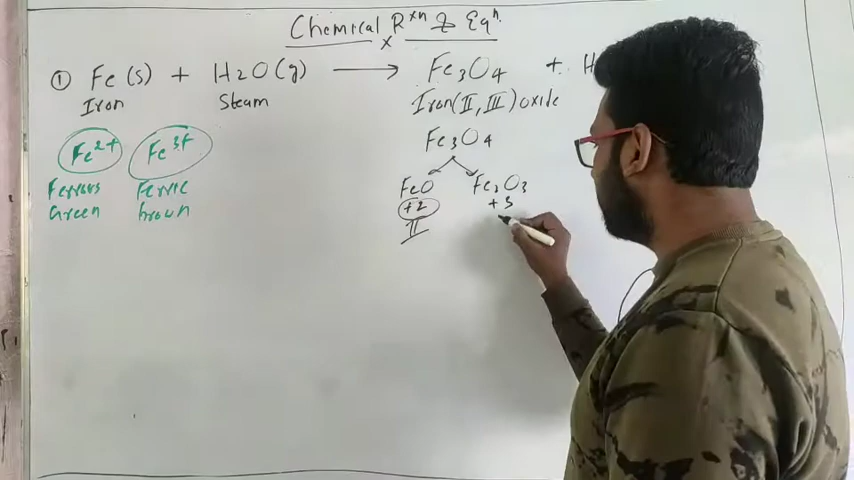 Chemical Rxn & Eqn
① Fe(s) + H2O(g) → Fe3O4 + H
Iron Steam Iron(II, III)oxide
Fe2+ Fe3+ Fe3O4
Ferrous Ferric FeO Fe2O3
Green brown +2 +3
II